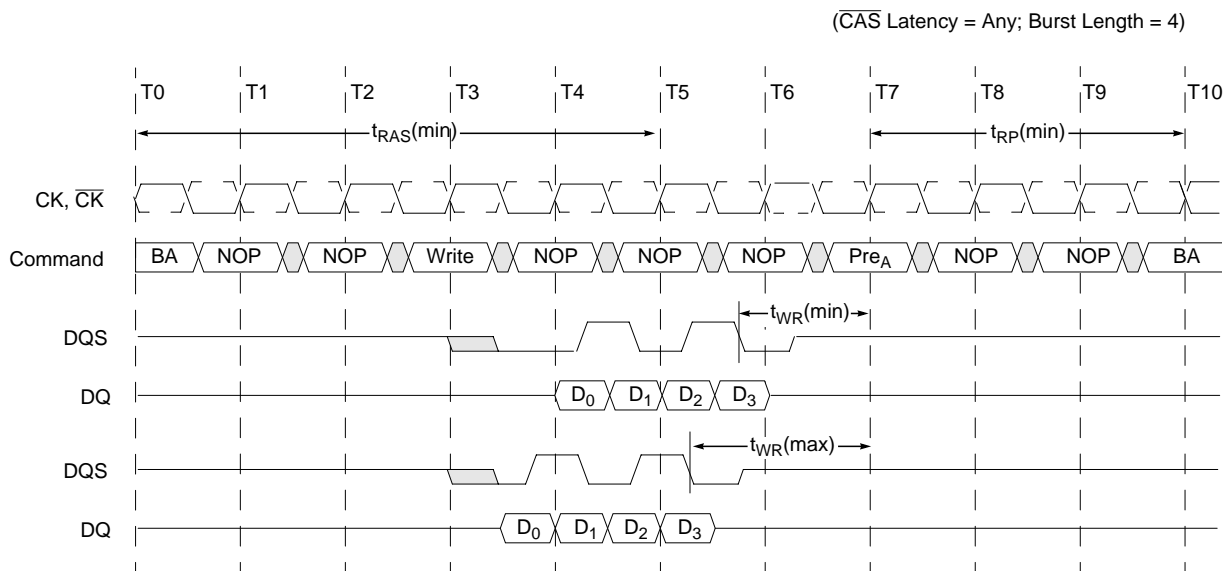 (C̅A̅S̅ Latency = Any; Burst Length = 4)
T0 T1 T2 T3 T4 T5 T6 T7 T8 T9 T10
tRAS(min) tRP(min)
CK, C̅K̅
Command BA NOP NOP Write NOP NOP NOP PreA NOP NOP BA
tWR(min)
DQS
DQ D0 D1 D2 D3
tWR(max)
DQS
DQ D0 D1 D2 D3